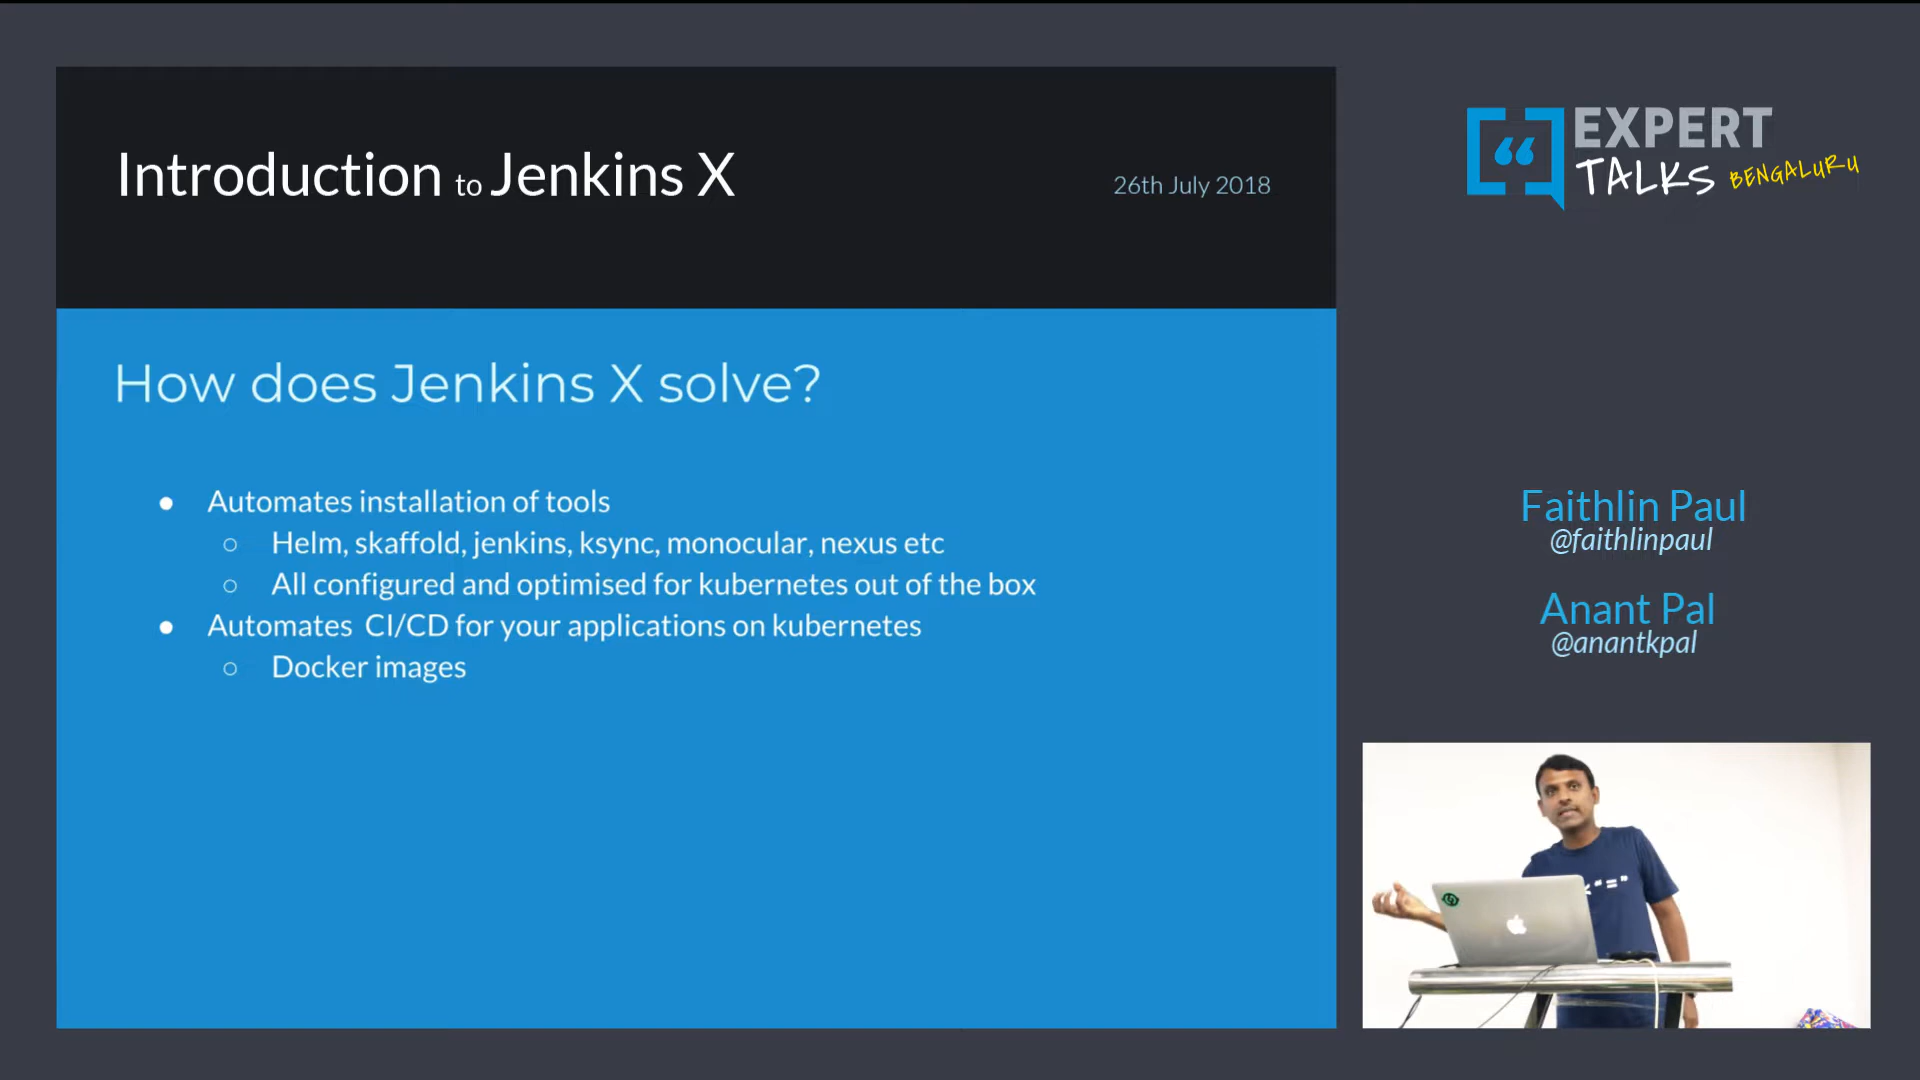 Introduction to Jenkins X
26th July 2018
EXPERT
TALKS BENGALURU
How does Jenkins X solve?
● Automates installation of tools
○ Helm, skaffold, jenkins, ksync, monocular, nexus etc
○ All configured and optimised for kubernetes out of the box
● Automates CI/CD for your applications on kubernetes
○ Docker images
Faithlin Paul
@faithlinpaul
Anant Pal
@anantkpal